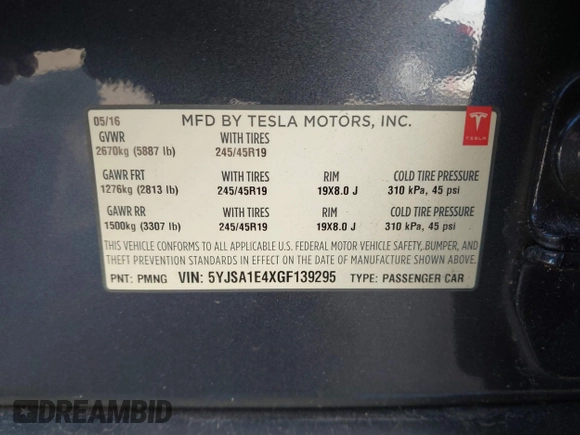 05/16 MFD BY TESLA MOTORS, INC.
TESLA
GVWR WITH TIRES
2670kg (5887 lb) 245/45R19
GAWR FRT WITH TIRES RIM COLD TIRE PRESSURE
1276kg (2813 lb) 245/45R19 19X8.0 J 310 kPa, 45 psi
GAWR RR WITH TIRES RIM COLD TIRE PRESSURE
1500kg (3307 lb) 245/45R19 19X8.0 J 310 kPa, 45 psi
THIS VEHICLE CONFORMS TO ALL APPLICABLE U.S. FEDERAL MOTOR VEHICLE SAFETY, BUMPER, AND
THEFT PREVENTION STANDARDS IN EFFECT ON THE DATE OF MANUFACTURE SHOWN ABOVE.
PNT: PMNG VIN: 5YJSA1E4XGF139295 TYPE: PASSENGER CAR
DREAMBID